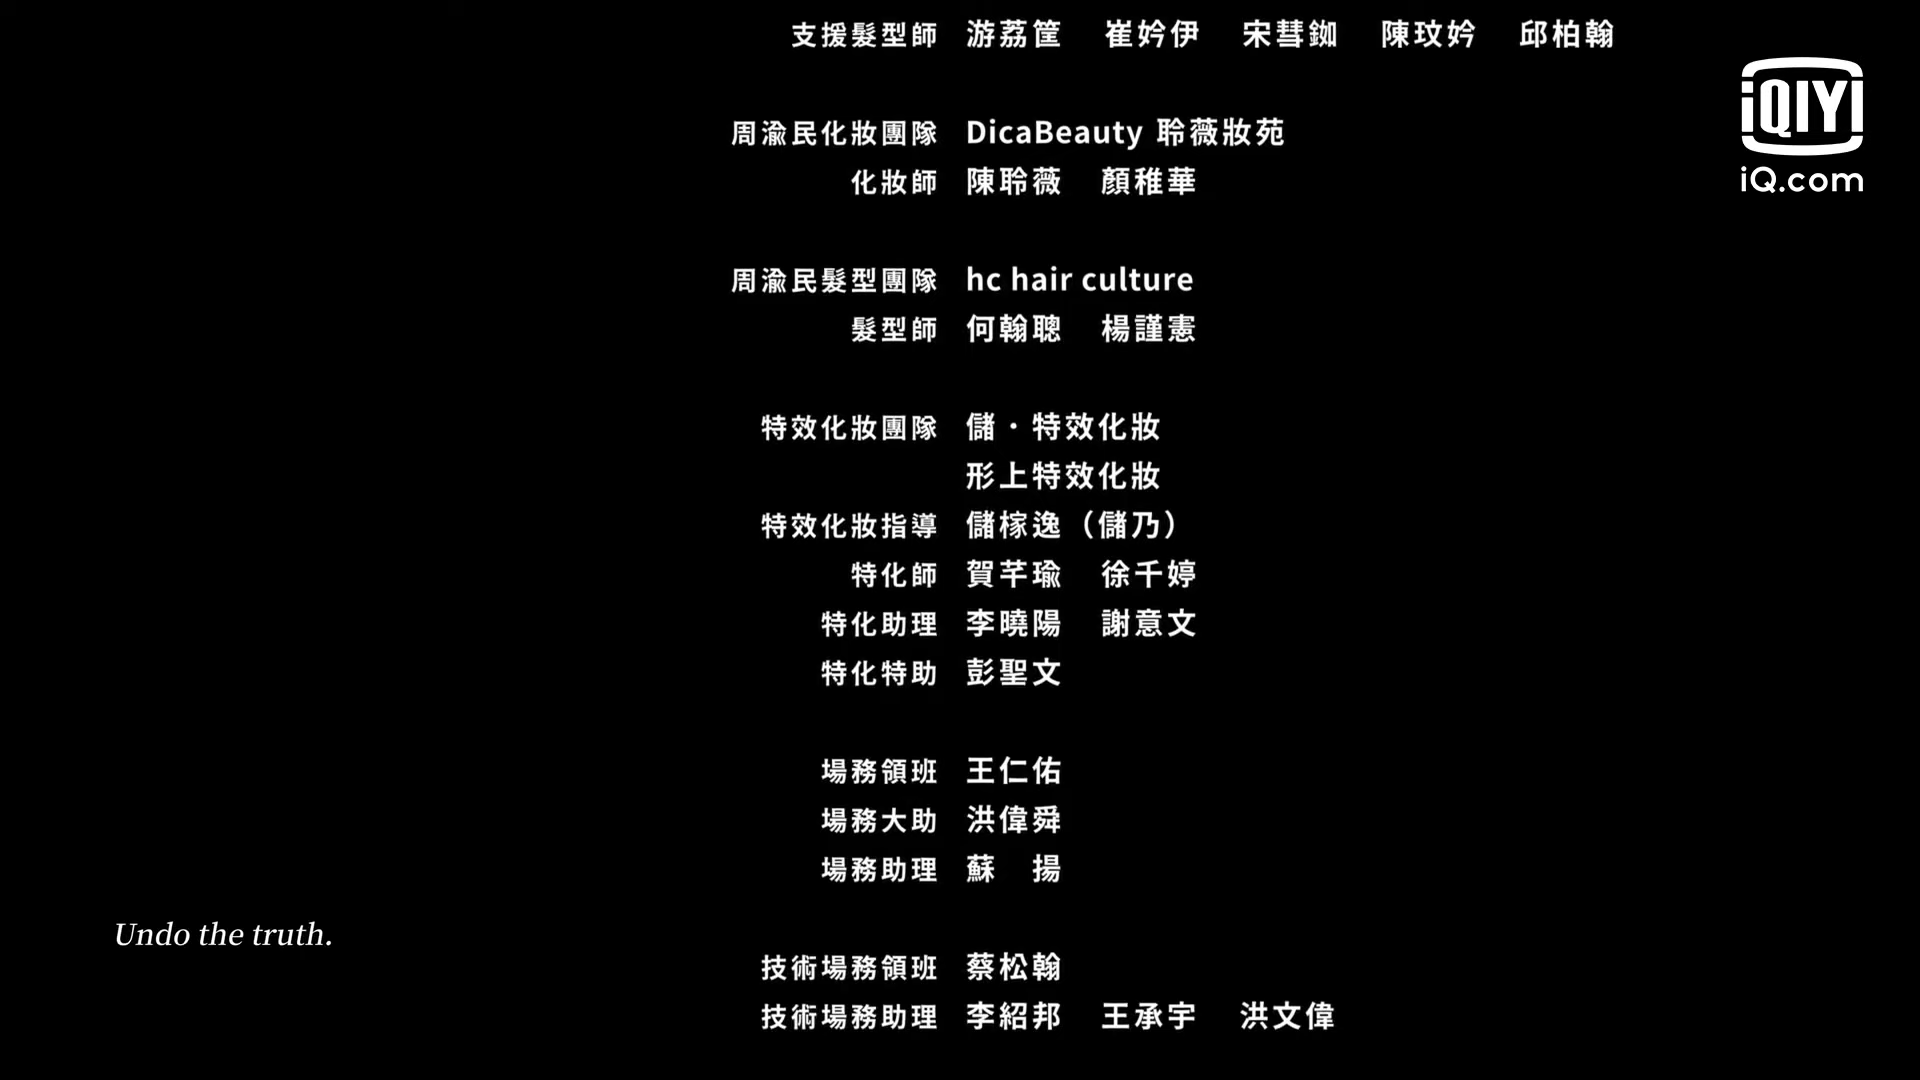 支援髮型師 游荔筐 崔妗伊 宋彗鈯 陳玟妗 邱柏翰
iQIYI
iQ.com
周渝民化妝團隊 DicaBeauty 聆薇妝苑
化妝師 陳聆薇 顏稚華
周渝民髮型團隊 hc hair culture
髮型師 何翰聰 楊謹憲
特效化妝團隊 儲・特效化妝
形上特效化妝
特效化妝指導 儲榢逸（儲乃）
特化師 賀芊瑜 徐千婷
特化助理 李曉陽 謝意文
特化特助 彭聖文
場務領班 王仁佑
場務大助 洪偉舜
場務助理 蘇 揚
Undo the truth.
技術場務領班 蔡松翰
技術場務助理 李紹邦 王承宇 洪文偉